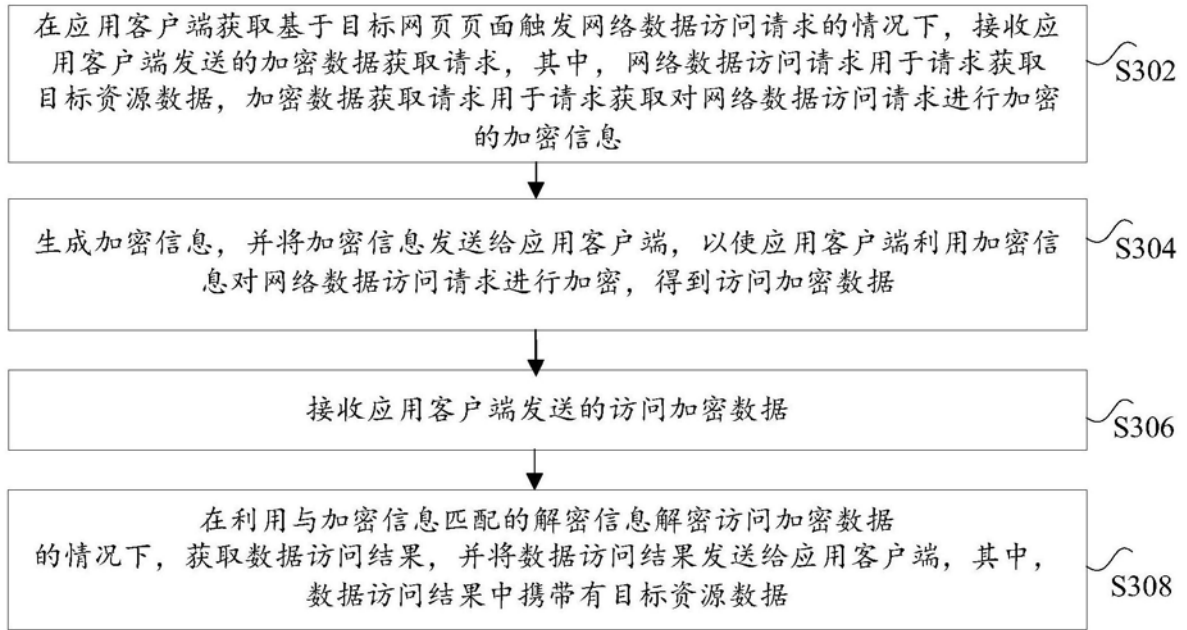 在应用客户端获取基于目标网页页面触发网络数据访问请求的情况下，接收应
用客户端发送的加密数据获取请求，其中，网络数据访问请求用于请求获取
目标资源数据，加密数据获取请求用于请求获取对网络数据访问请求进行加密
的加密信息
S302
生成加密信息，并将加密信息发送给应用客户端，以使应用客户端利用加密信
息对网络数据访问请求进行加密，得到访问加密数据
S304
接收应用客户端发送的访问加密数据
S306
在利用与加密信息匹配的解密信息解密访问加密数据
的情况下，获取数据访问结果，并将数据访问结果发送给应用客户端，其中，
数据访问结果中携带有目标资源数据
S308